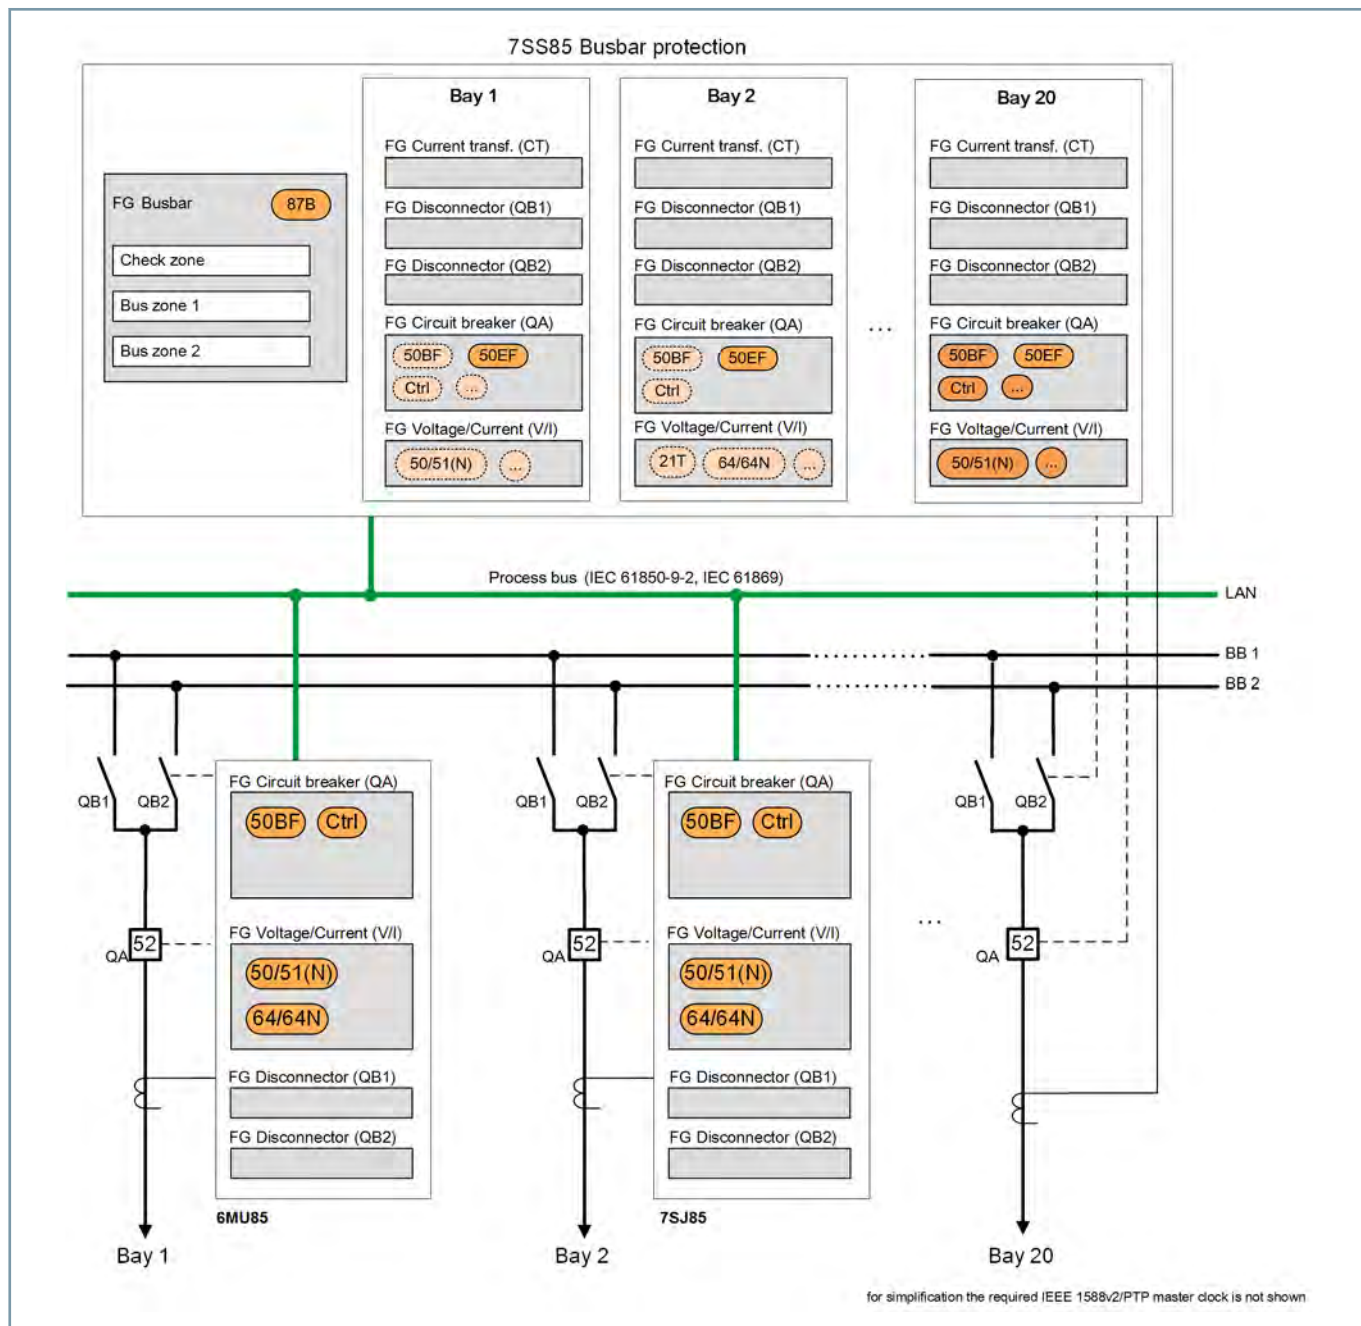 7SS85 Busbar protection
Bay 1
Bay 2
Bay 20
FG Current transf. (CT)
FG Current transf. (CT)
FG Current transf. (CT)
FG Busbar
87B
FG Disconnector (QB1)
FG Disconnector (QB1)
FG Disconnector (QB1)
Check zone
FG Disconnector (QB2)
FG Disconnector (QB2)
FG Disconnector (QB2)
Bus zone 1
Bus zone 2
FG Circuit breaker (QA)
FG Circuit breaker (QA)
...
FG Circuit breaker (QA)
50BF 50EF
50BF 50EF
50BF 50EF
Ctrl ...
Ctrl
Ctrl ...
FG Voltage/Current (V/I)
FG Voltage/Current (V/I)
FG Voltage/Current (V/I)
50/51(N) ...
21T 64/64N ...
50/51(N) ...
Process bus (IEC 61850-9-2, IEC 61869)
LAN
BB 1
BB 2
QB1 QB2
FG Circuit breaker (QA)
50BF Ctrl
QB1 QB2
FG Circuit breaker (QA)
50BF Ctrl
QB1 QB2
52
QA
FG Voltage/Current (V/I)
50/51(N)
64/64N
52
QA
FG Voltage/Current (V/I)
50/51(N)
64/64N
...
52
QA
FG Disconnector (QB1)
FG Disconnector (QB2)
FG Disconnector (QB1)
FG Disconnector (QB2)
6MU85
7SJ85
Bay 1
Bay 2
Bay 20
for simplification the required IEEE 1588v2/PTP master clock is not shown